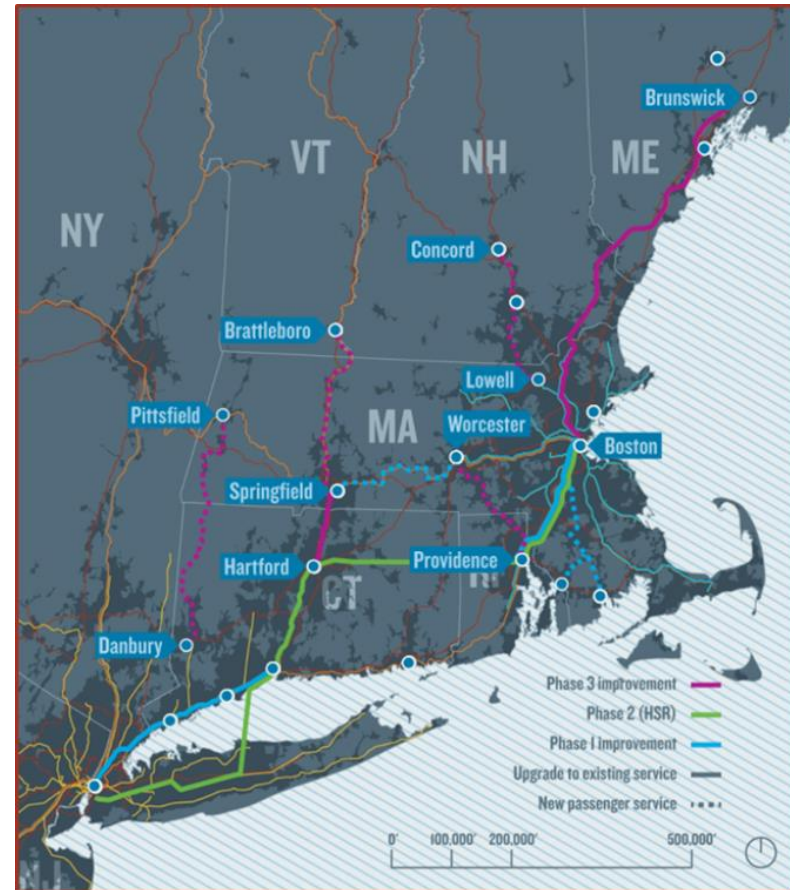 Brunswick
VT
NH
ME
NY
Concord
Brattleboro
Lowell
Pittsfield
MA
Worcester
Boston
Springfield
Hartford
Providence
CT
RI
Danbury
Phase 3 improvement
Phase 2 (HSR)
Phase 1 improvement
Upgrade to existing service
New passenger service
0' 100,000' 200,000' 500,000'
NJ